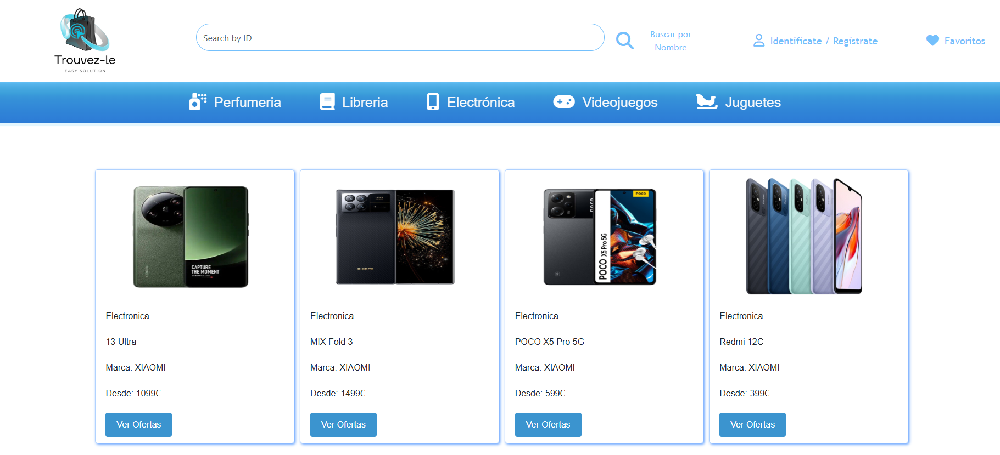 Trouvez-le
EASY SOLUTION
Search by ID
Buscar por
Nombre
Identifícate / Regístrate
Favoritos
Perfumeria
Libreria
Electrónica
Videojuegos
Juguetes
CAPTURE
THE MOMENT
xiaomi
XIAOMI
POCO
POCO X5 Pro 5G
Electronica
13 Ultra
Marca: XIAOMI
Desde: 1099€
Ver Ofertas
Electronica
MIX Fold 3
Marca: XIAOMI
Desde: 1499€
Ver Ofertas
Electronica
POCO X5 Pro 5G
Marca: XIAOMI
Desde: 599€
Ver Ofertas
Electronica
Redmi 12C
Marca: XIAOMI
Desde: 399€
Ver Ofertas